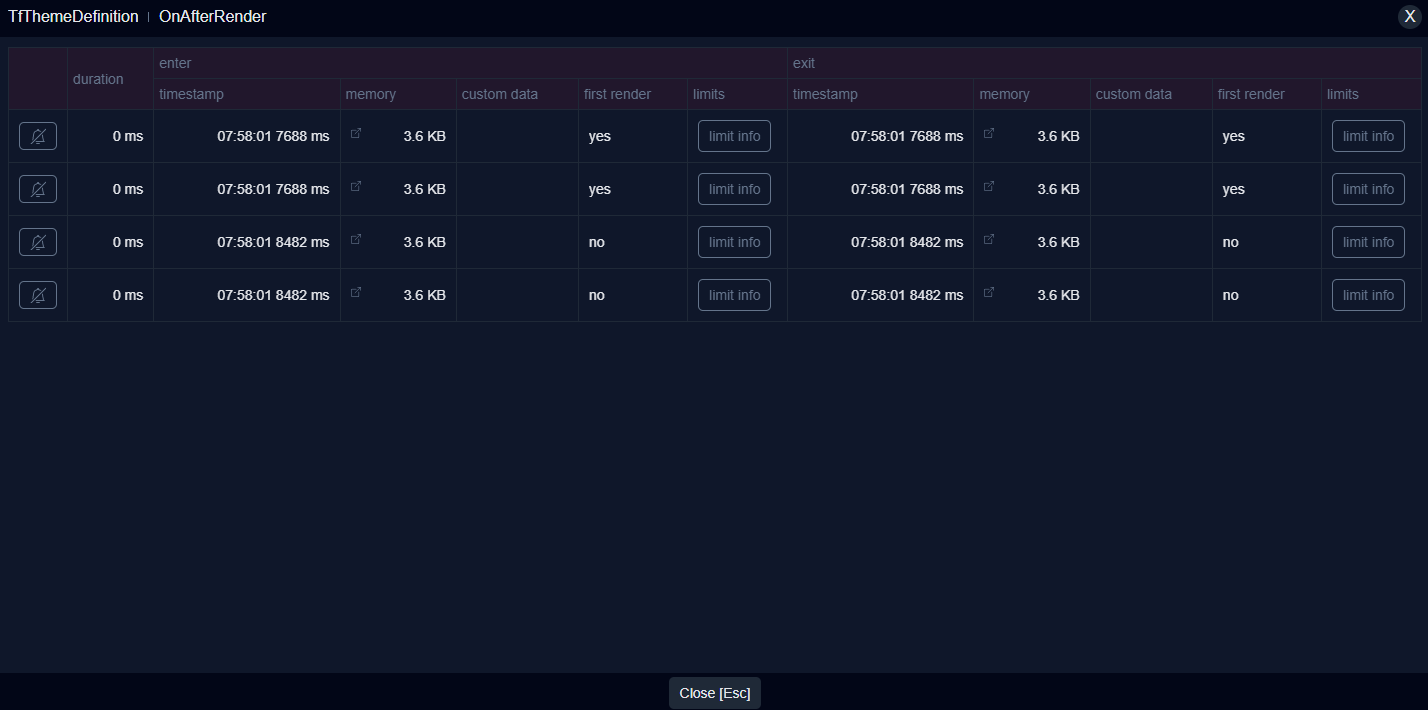 TfThemeDefinition | OnAfterRender X
duration enter exit
timestamp memory custom data first render limits timestamp memory custom data first render limits
0 ms 07:58:01 7688 ms 3.6 KB yes limit info 07:58:01 7688 ms 3.6 KB yes limit info
0 ms 07:58:01 7688 ms 3.6 KB yes limit info 07:58:01 7688 ms 3.6 KB yes limit info
0 ms 07:58:01 8482 ms 3.6 KB no limit info 07:58:01 8482 ms 3.6 KB no limit info
0 ms 07:58:01 8482 ms 3.6 KB no limit info 07:58:01 8482 ms 3.6 KB no limit info
Close [Esc]